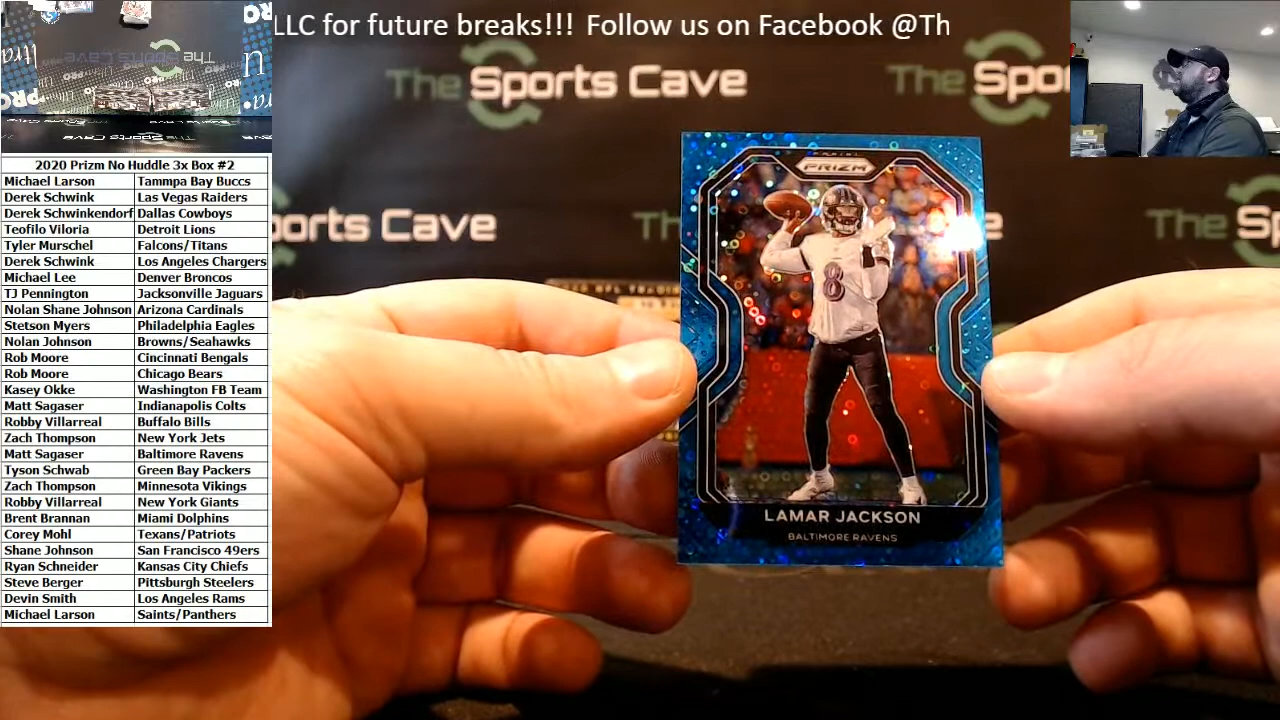 LLC for future breaks!!! Follow us on Facebook @Th
The Sports Cave
The Spo
orts Cave
The
The S
The Sports Cave
PRO
2020 Prizm No Huddle 3x Box #2
Michael Larson Tammpa Bay Buccs
Derek Schwink Las Vegas Raiders
Derek Schwinkendorf Dallas Cowboys
Teofilo Viloria Detroit Lions
Tyler Murschel Falcons/Titans
Derek Schwink Los Angeles Chargers
Michael Lee Denver Broncos
TJ Pennington Jacksonville Jaguars
Nolan Shane Johnson Arizona Cardinals
Stetson Myers Philadelphia Eagles
Nolan Johnson Browns/Seahawks
Rob Moore Cincinnati Bengals
Rob Moore Chicago Bears
Kasey Okke Washington FB Team
Matt Sagaser Indianapolis Colts
Robby Villarreal Buffalo Bills
Zach Thompson New York Jets
Matt Sagaser Baltimore Ravens
Tyson Schwab Green Bay Packers
Zach Thompson Minnesota Vikings
Robby Villarreal New York Giants
Brent Brannan Miami Dolphins
Corey Mohl Texans/Patriots
Shane Johnson San Francisco 49ers
Ryan Schneider Kansas City Chiefs
Steve Berger Pittsburgh Steelers
Devin Smith Los Angeles Rams
Michael Larson Saints/Panthers
PANINI
PRIZM
8
LAMAR JACKSON
BALTIMORE RAVENS